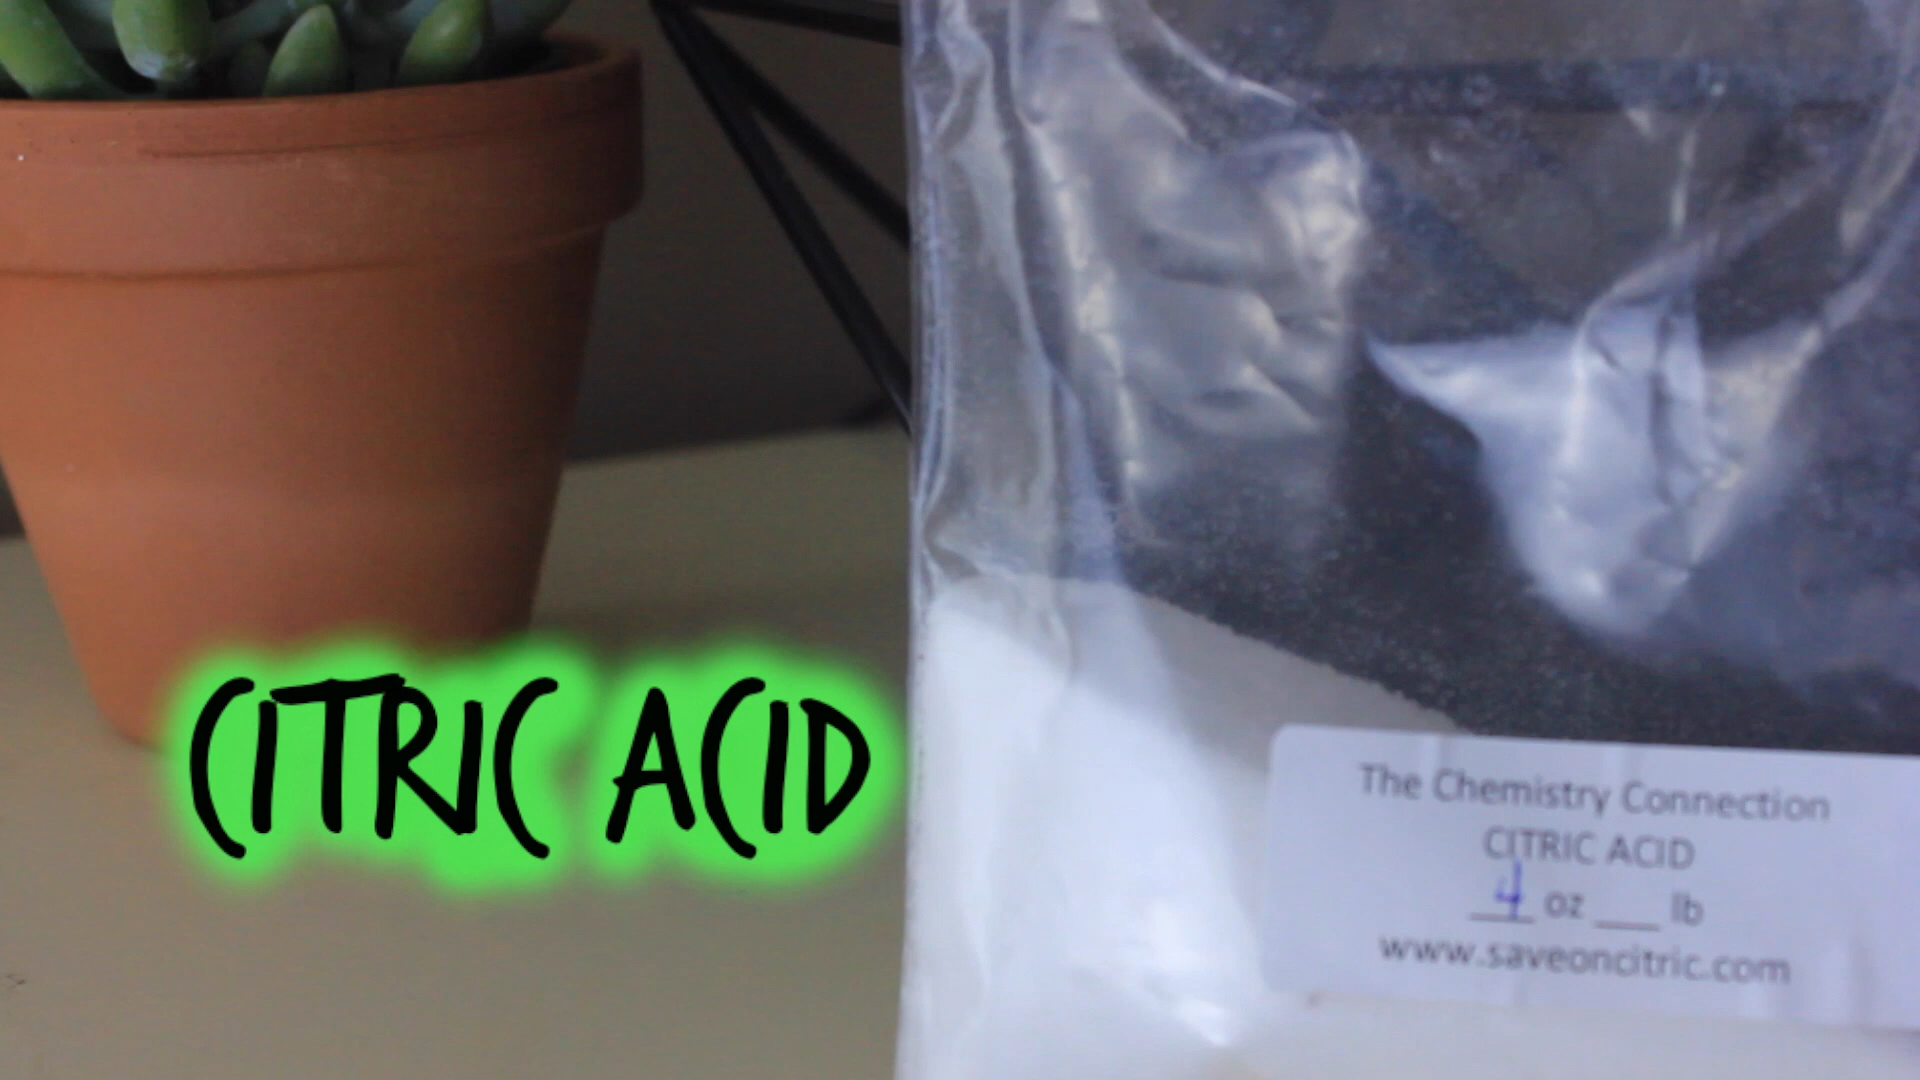 CITRIC ACID
The Chemistry Connection
CITRIC ACID
4 oz ___ lb
www.saveoncitric.com